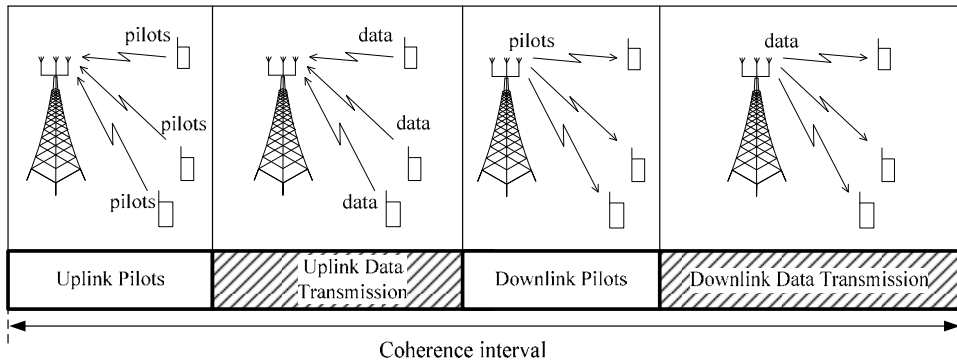 pilots
pilots
pilots
data
data
data
pilots
data
Uplink Pilots
Uplink Data
Transmission
Downlink Pilots
Downlink Data Transmission
Coherence interval